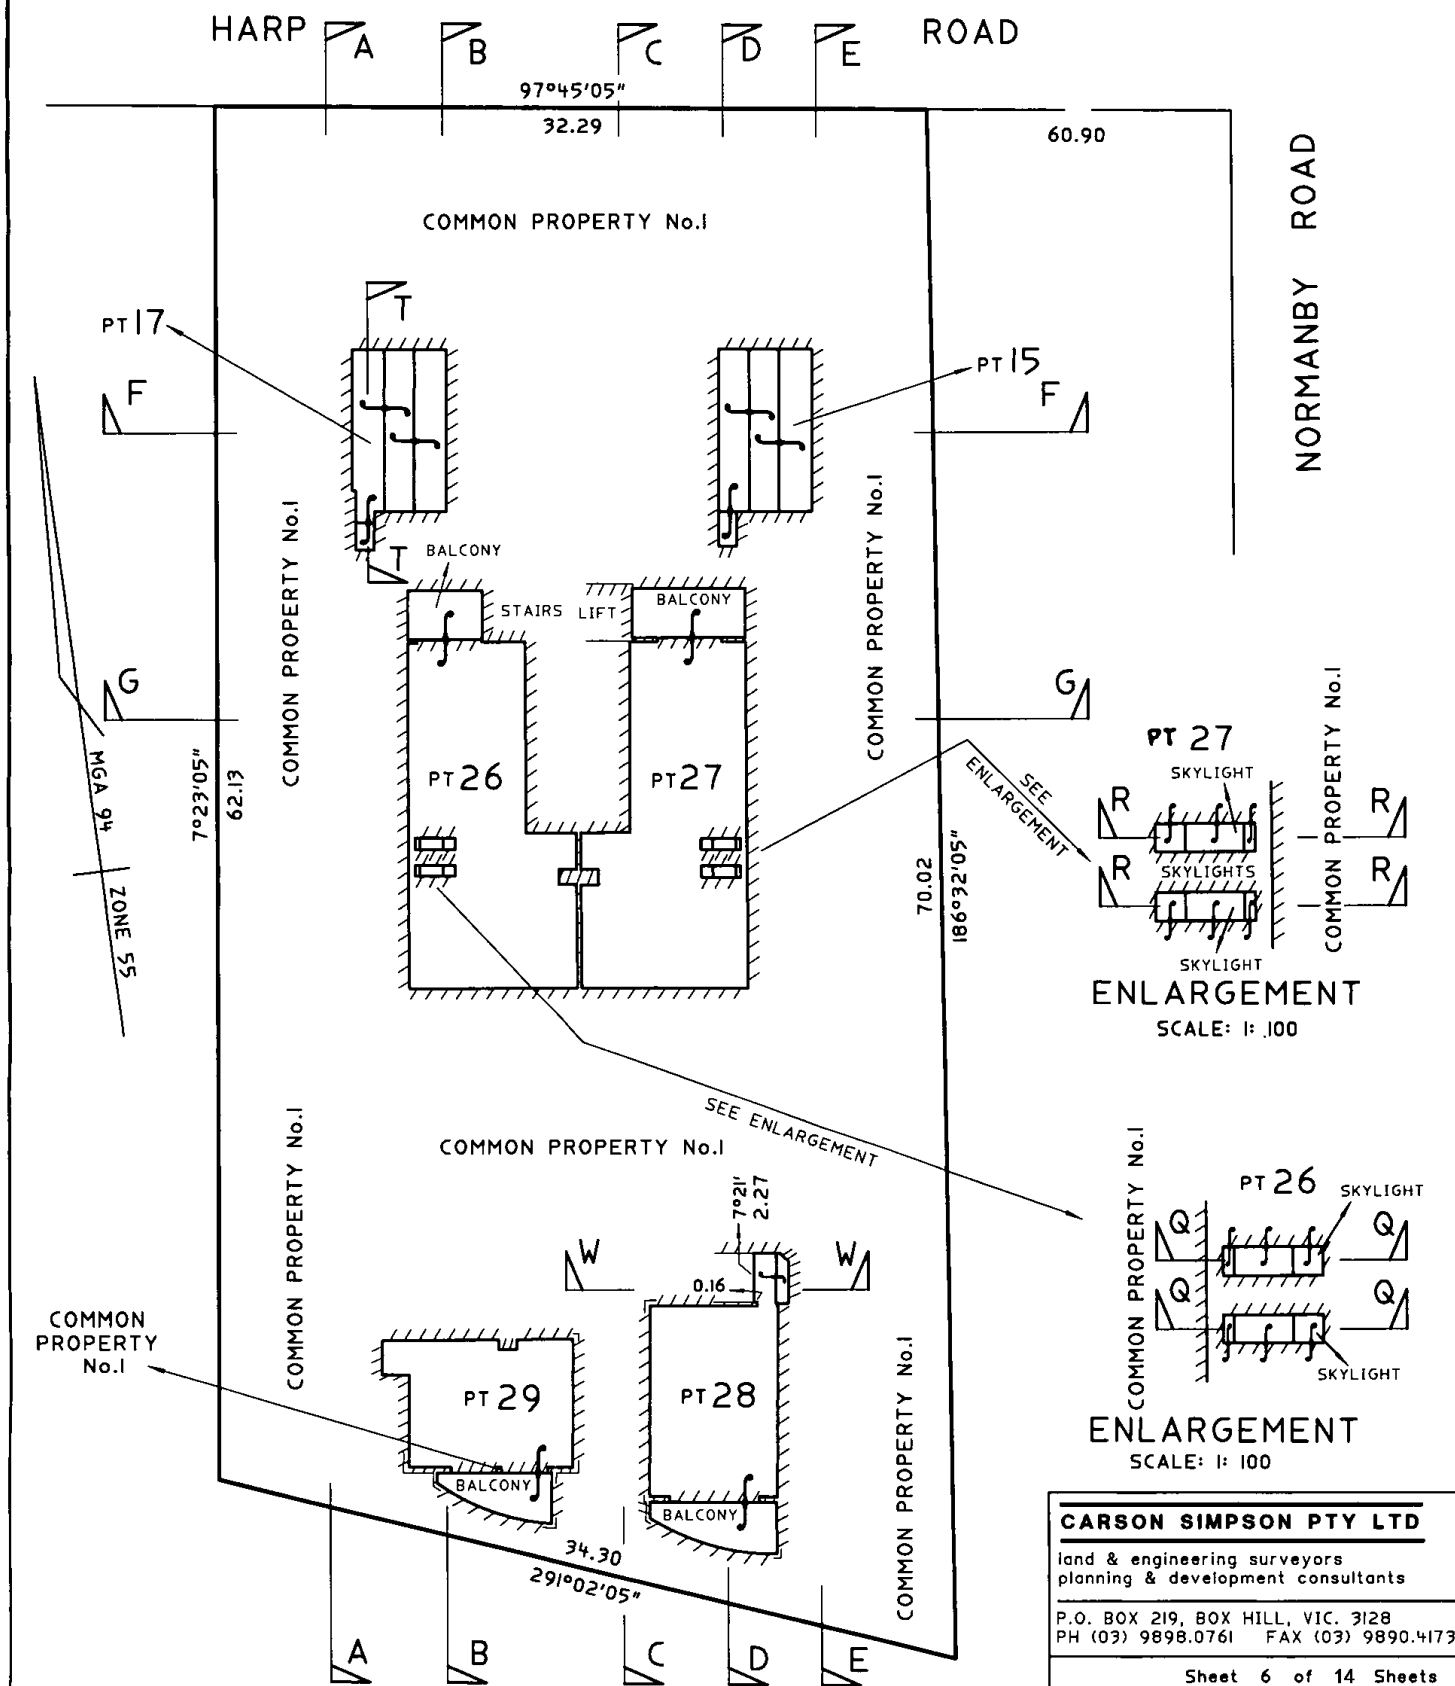 HARP ROAD
A B C D E
97°45'05"
32.29
60.90
NORMANBY ROAD
COMMON PROPERTY No.1
T
PT 17
PT 15
F F
COMMON PROPERTY No.1
COMMON PROPERTY No.1
T
BALCONY
STAIRS LIFT
BALCONY
G G
MGA 94
ZONE 55
7°23'05"
62.13
PT 26
PT 27
SEE
ENLARGEMENT
70.02
186°32'05"
PT 27
SKYLIGHT
R R
SKYLIGHTS
R R
SKYLIGHT
COMMON PROPERTY No.1
ENLARGEMENT
SCALE: 1: 100
SEE ENLARGEMENT
COMMON PROPERTY No.1
COMMON PROPERTY No.1
COMMON PROPERTY No.1
PT 26
SKYLIGHT
Q Q
Q Q
SKYLIGHT
ENLARGEMENT
SCALE: 1: 100
7°21'
2.27
W W
0.16
COMMON
PROPERTY
No.1
PT 29
PT 28
BALCONY
BALCONY
COMMON PROPERTY No.1
34.30
291°02'05"
A B C D E
CARSON SIMPSON PTY LTD
land & engineering surveyors
planning & development consultants
P.O. BOX 219, BOX HILL, VIC. 3128
PH (03) 9898.0761 FAX (03) 9890.4173
Sheet 6 of 14 Sheets